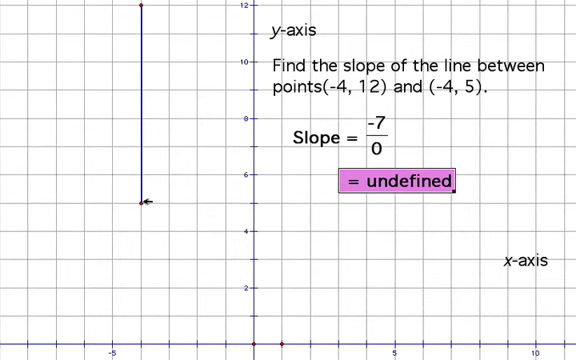 12
y-axis
10
Find the slope of the line between
points(-4, 12) and (-4, 5).
8
Slope = -7
0
6
= undefined
4
x-axis
2
-5
5
10